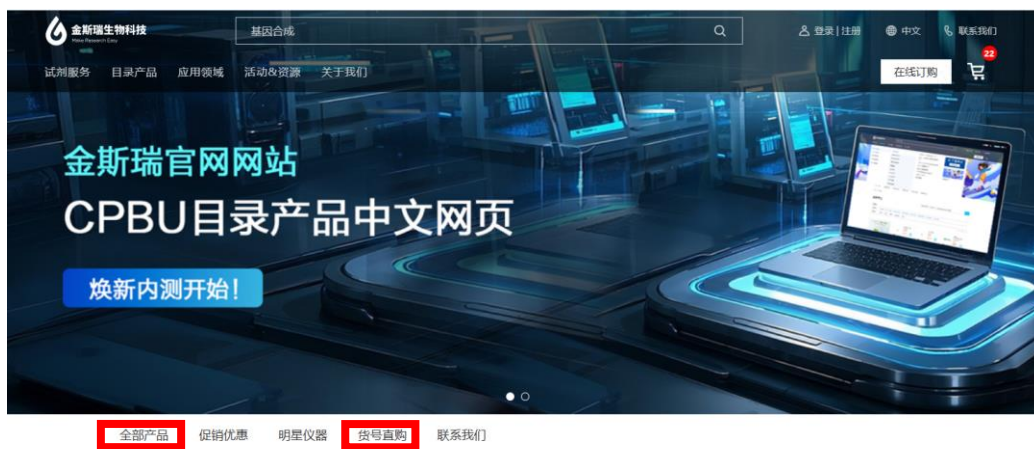 金斯瑞生物科技
Make Research Easy
基因合成
登录|注册
中文
联系我们
试剂服务 目录产品 应用领域 活动&资源 关于我们
在线订购
22
金斯瑞官网网站
CPBU目录产品中文网页
焕新内测开始！
全部产品 促销优惠 明星仪器 货号直购 联系我们